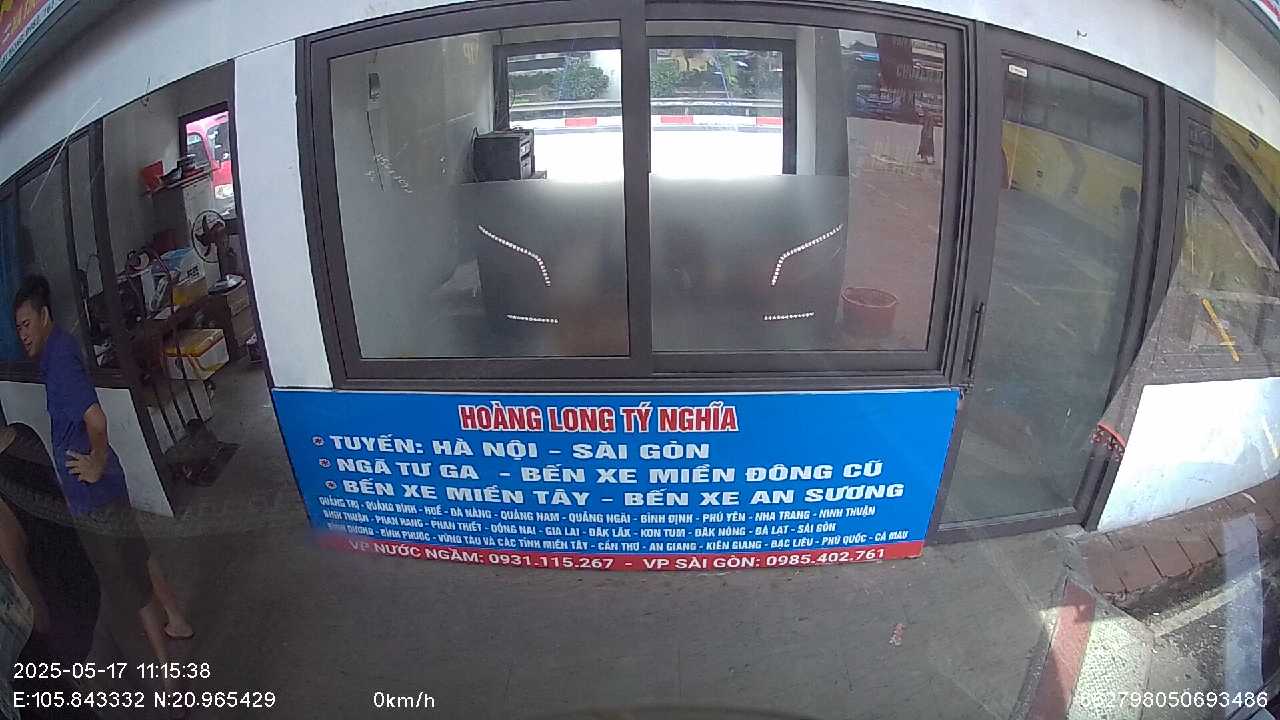 HOÀNG LONG TÝ NGHĨA
TUYẾN: HÀ NỘI - SÀI GÒN
NGÃ TƯ GA - BẾN XE MIỀN ĐÔNG CŨ
BẾN XE MIỀN TÂY - BẾN XE AN SƯƠNG
QUẢNG TRỊ - QUẢNG BÌNH - HUẾ - ĐÀ NẴNG - QUẢNG NAM - QUẢNG NGÃI - BÌNH ĐỊNH - PHÚ YÊN - NHA TRANG - NINH THUẬN
BÌNH THUẬN - PHAN RANG - PHAN THIẾT - ĐỒNG NAI - GIA LAI - ĐĂK LĂK - KON TUM - ĐĂK NÔNG - ĐÀ LẠT - SÀI GÒN
BÌNH DƯƠNG - BÌNH PHƯỚC - VŨNG TÀU VÀ CÁC TỈNH MIỀN TÂY - CẦN THƠ - AN GIANG - KIÊN GIANG - BẠC LIÊU - PHÚ QUỐC - CÀ MAU
VP NƯỚC NGẦM: 0931.115.267 - VP SÀI GÒN: 0985.402.761
2025-05-17 11:15:38
E:105.843332 N:20.965429 0km/h 862798050693486